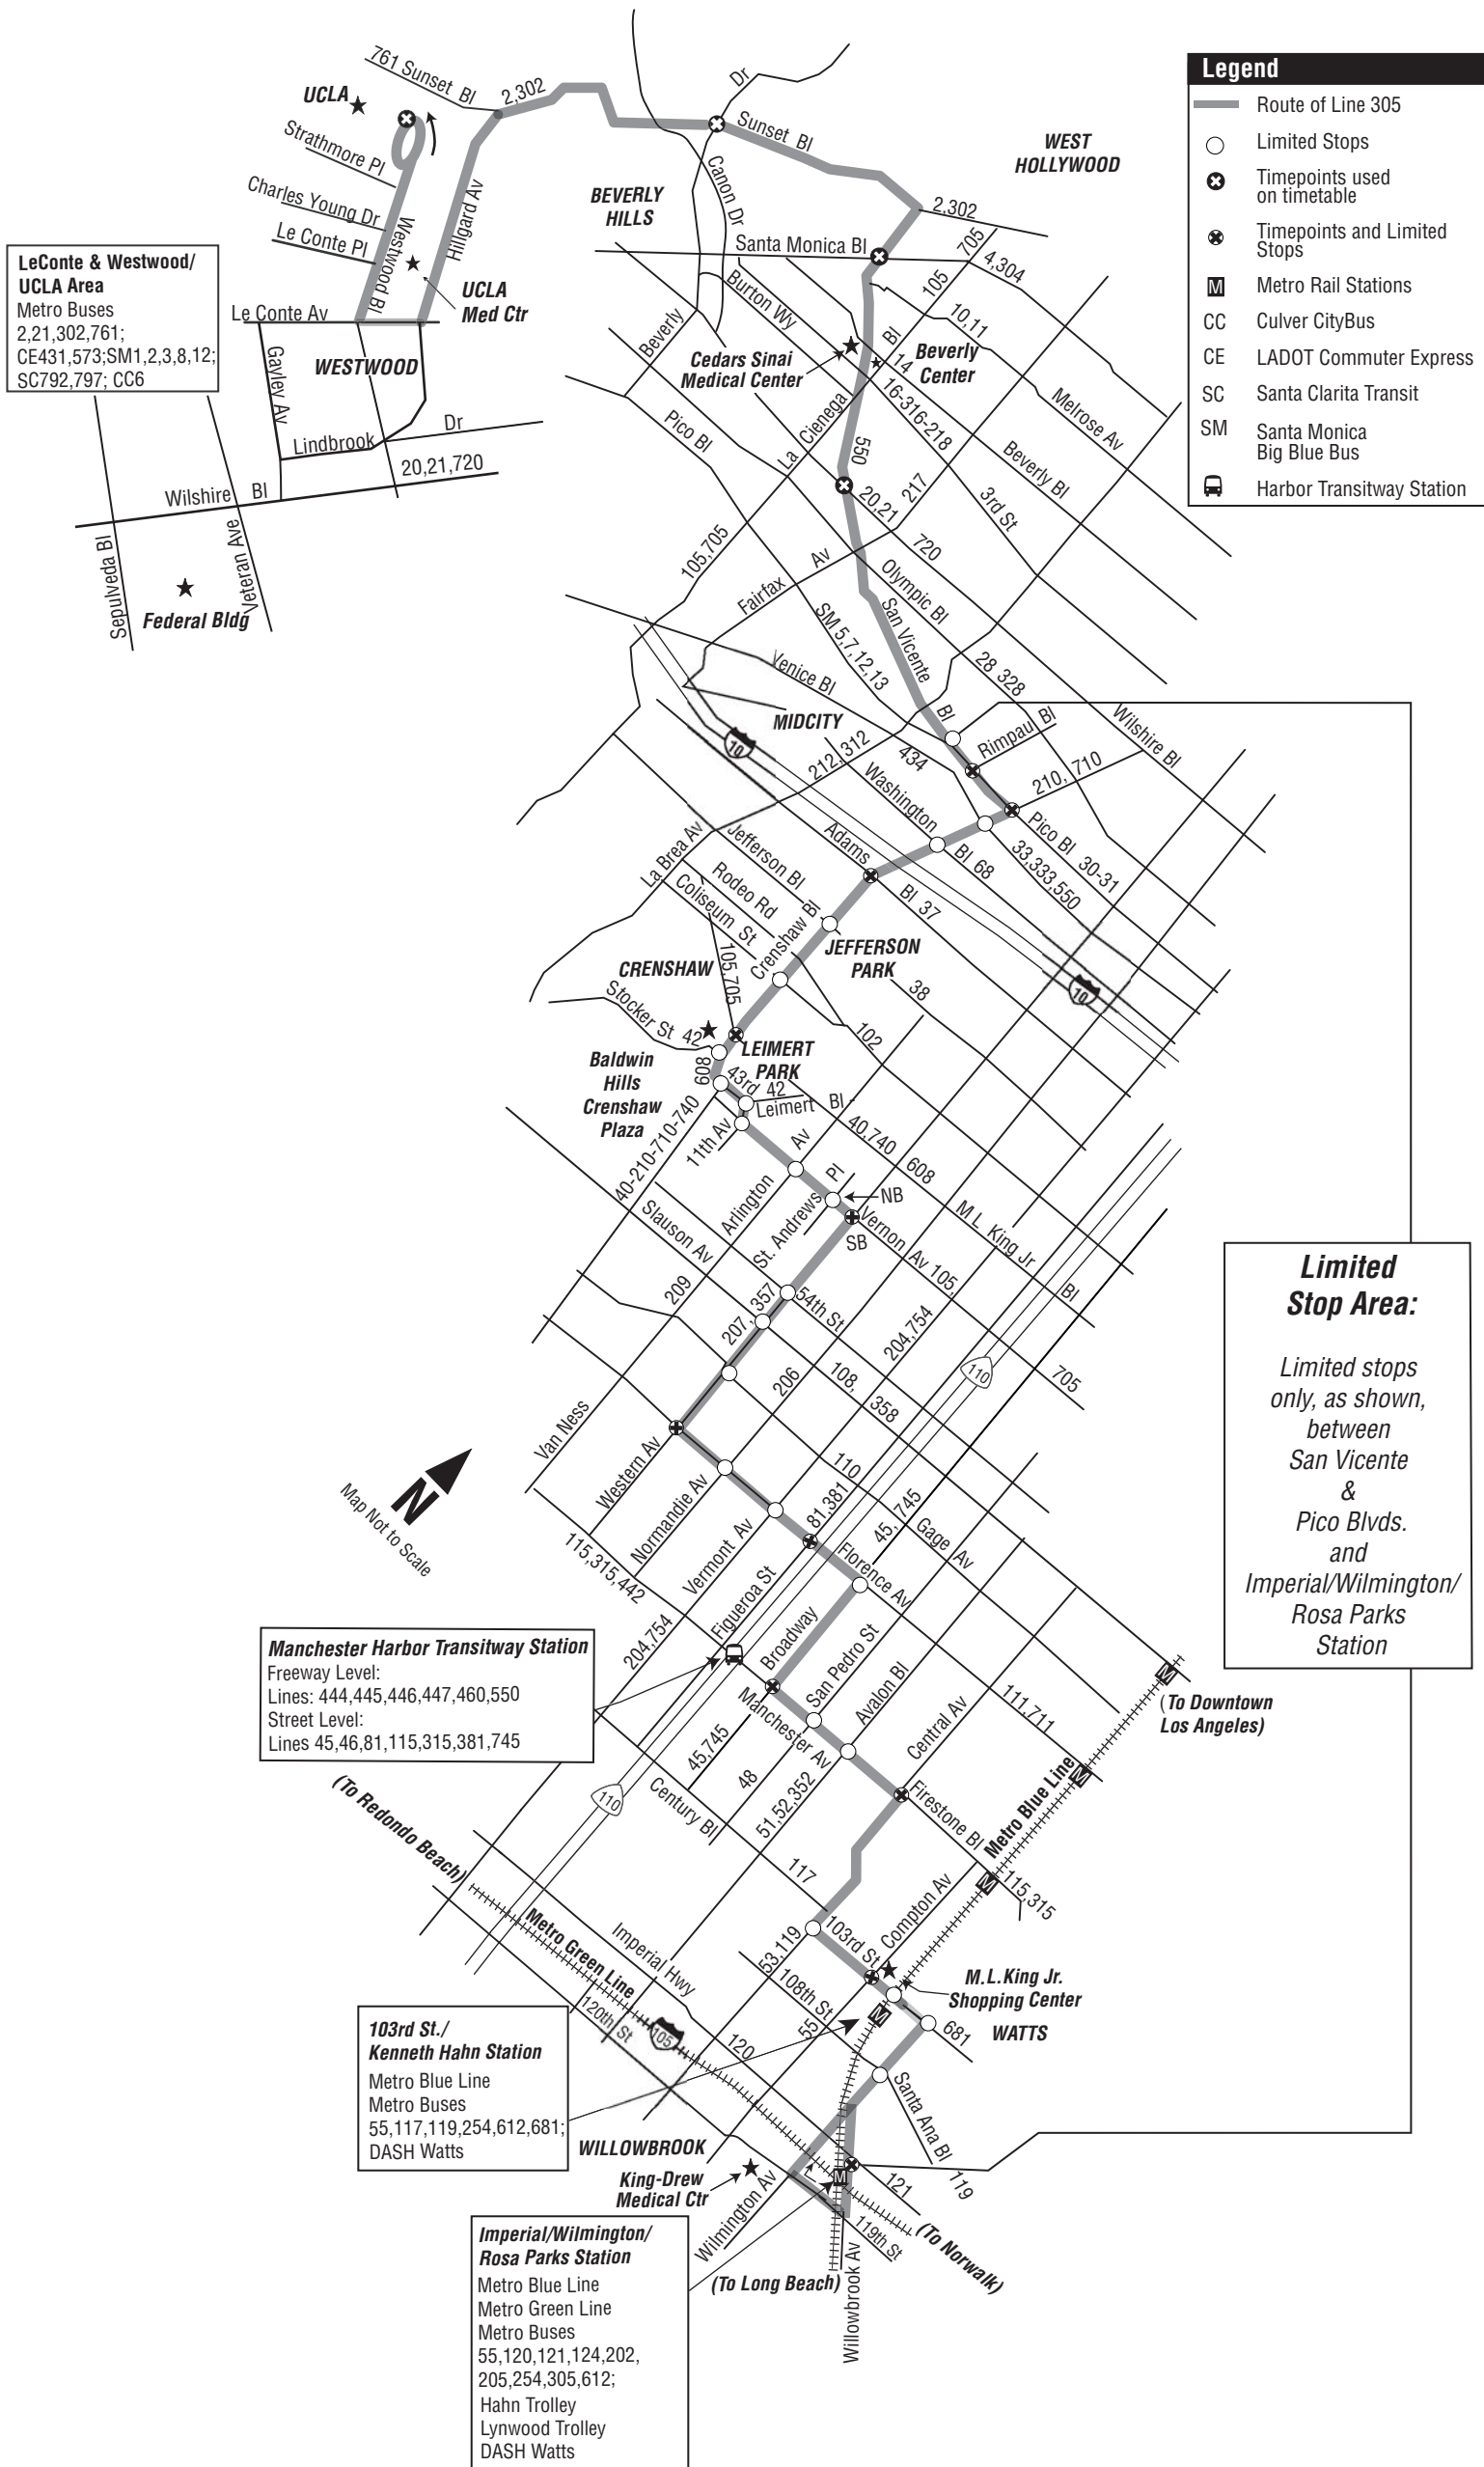 761 Sunset Bl
2,302
UCLA
Strathmore Pl
Charles Young Dr
Le Conte Pl
Westwood Bl
Hillgard Av
UCLA
Med Ctr
Le Conte Av
Gayley Av
WESTWOOD
Lindbrook Dr
20,21,720
Wilshire Bl
Sepulveda Bl
Veteran Ave
Federal Bldg
LeConte & Westwood/
UCLA Area
Metro Buses
2,21,302,761;
CE431,573;SM1,2,3,8,12;
SC792,797; CC6
Legend
Route of Line 305
Limited Stops
Timepoints used
on timetable
Timepoints and Limited
Stops
M Metro Rail Stations
CC Culver CityBus
CE LADOT Commuter Express
SC Santa Clarita Transit
SM Santa Monica
Big Blue Bus
Harbor Transitway Station
Canon Dr
Sunset Bl
WEST
HOLLYWOOD
BEVERLY
HILLS
2,302
Santa Monica Bl
705
105
4,304
Burton Wy
10,11
Beverly
Cedars Sinai
Medical Center
Beverly
Center
14
16-316-218
Melrose Av
La Cienega Bl
Pico Bl
550
Beverly Bl
3rd St
20,21
217
720
105,705
Fairfax Av
Olympic Bl
San Vicente Bl
SM 5,7,12,13
28 328
Venice Bl
MIDCITY
10
212,312
434
Rimpau Bl
Wilshire Bl
210, 710
Washington Bl 68
Pico Bl 30-31
33,333,550
Adams Bl 37
La Brea Av
Jefferson Bl
Rodeo Rd
Coliseum St
Crenshaw Bl
JEFFERSON
PARK
10
CRENSHAW
105,705
38
102
Stocker St 42
LEIMERT
PARK
Baldwin
Hills
Crenshaw
Plaza
608
43rd
42
Leimert Bl
11th Av
40-210-710-740
40,740
608
Arlington Av
St. Andrews Pl
NB
SB
Vernon Av 105,
705
M.L. King Jr Bl
Slauson Av
209
207, 357
54th St
204,754
206
108,
358
110
Van Ness
Western Av
Normandie Av
Vermont Av
110
81,381
45, 745
Gage Av
N
Map Not to Scale
115,315,442
Figueroa St
Florence Av
204,754
Broadway
San Pedro St
Avalon Bl
Central Av
111,711
Manchester Av
Limited
Stop Area:
Limited stops
only, as shown,
between
San Vicente
&
Pico Blvds.
and
Imperial/Wilmington/
Rosa Parks
Station
Manchester Harbor Transitway Station
Freeway Level:
Lines: 444,445,446,447,460,550
Street Level:
Lines 45,46,81,115,315,381,745
M
(To Downtown
Los Angeles)
M
Metro Blue Line
45,745
48
51,52,352
Firestone Bl
M
115,315
110
Century Bl
117
(To Redondo Beach)
Metro Green Line
Imperial Hwy
120th St
105
120
53,119
103rd St
Compton Av
108th St
55
M.L.King Jr.
Shopping Center
M
WATTS
681
103rd St./
Kenneth Hahn Station
Metro Blue Line
Metro Buses
55,117,119,254,612,681;
DASH Watts
Santa Ana Bl
119
WILLOWBROOK
King-Drew
Medical Ctr
M
121
Wilmington Av
119th St
(To Norwalk)
(To Long Beach)
Willowbrook Av
Imperial/Wilmington/
Rosa Parks Station
Metro Blue Line
Metro Green Line
Metro Buses
55,120,121,124,202,
205,254,305,612;
Hahn Trolley
Lynwood Trolley
DASH Watts